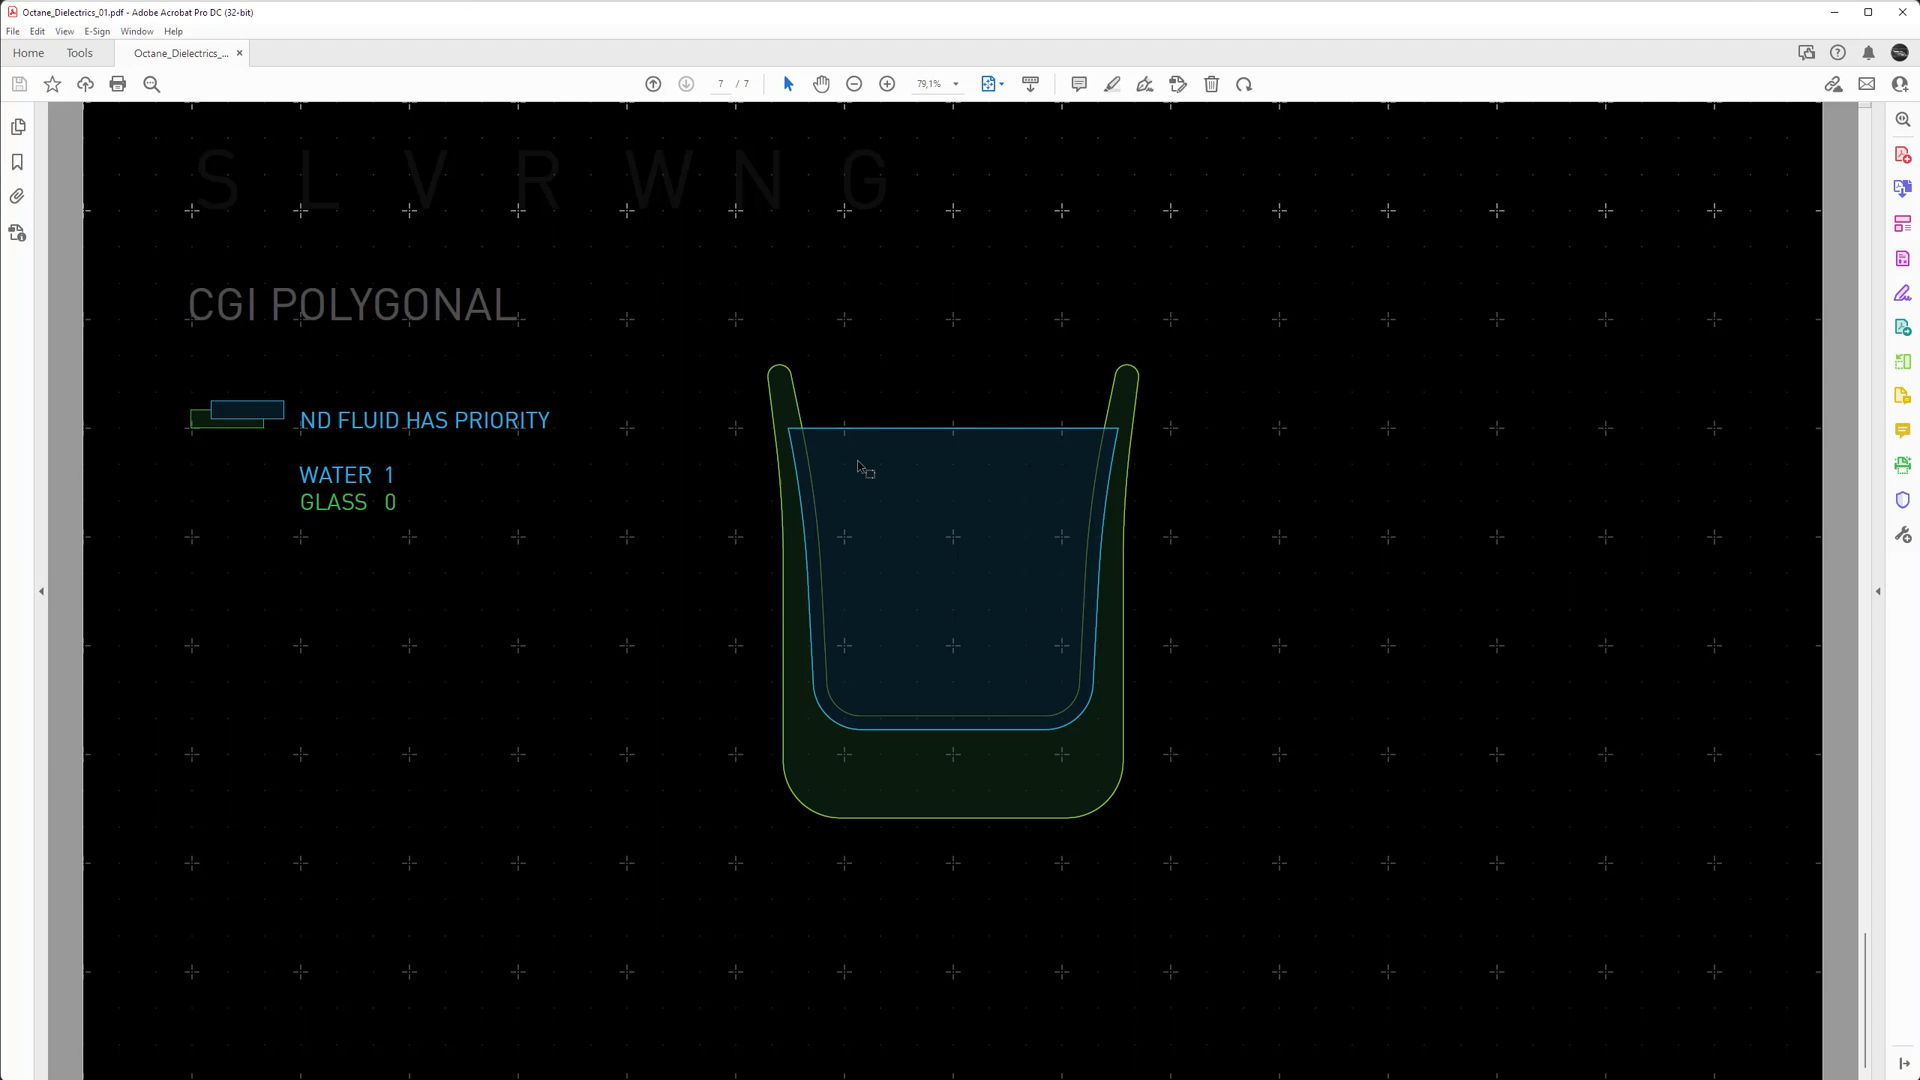 Octane_Dielectrics_01.pdf - Adobe Acrobat Pro DC (32-bit)
File Edit View E-Sign Window Help
Home Tools Octane_Dielectrics_... ×
7 / 7 79,1%
S L V R W N G
CGI POLYGONAL
ND FLUID HAS PRIORITY
WATER 1
GLASS 0